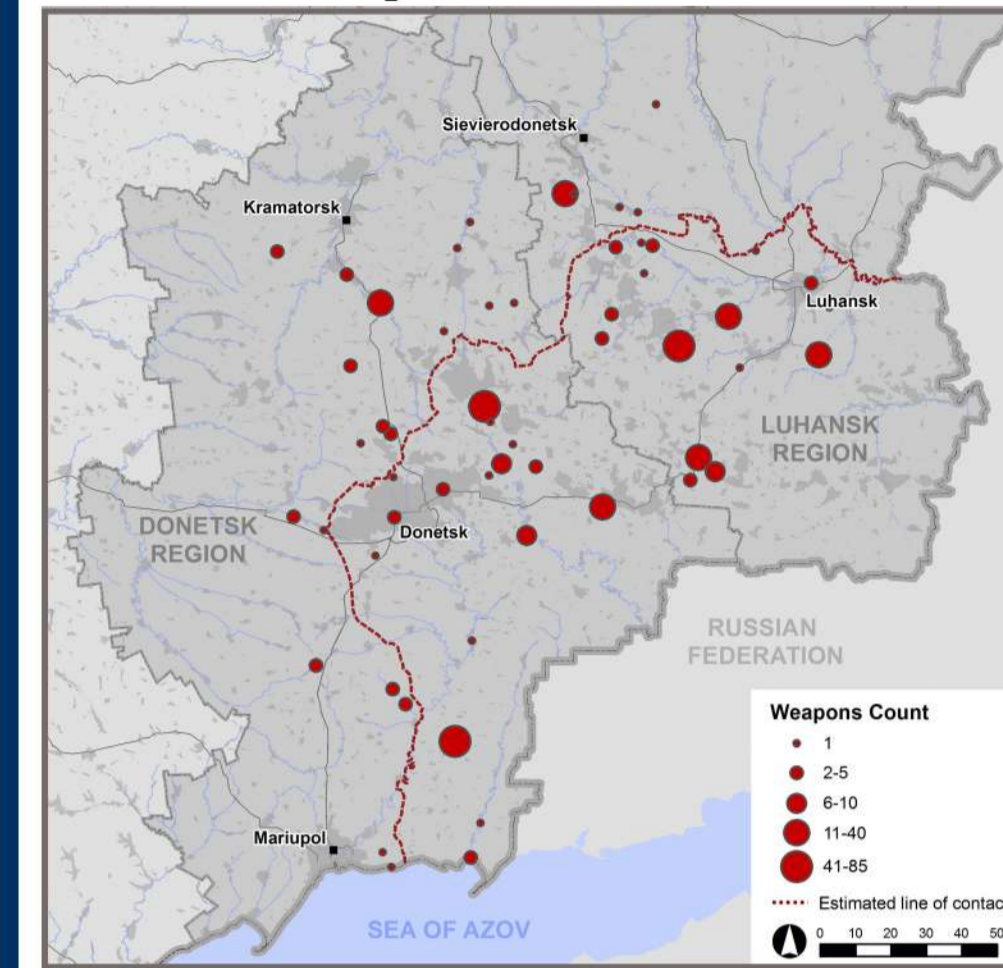 Sievierodonetsk
Kramatorsk
Luhansk
LUHANSK
REGION
DONETSK
REGION
Donetsk
RUSSIAN
FEDERATION
Mariupol
SEA OF AZOV
Weapons Count
1
2-5
6-10
11-40
41-85
Estimated line of contac
0 10 20 30 40 50